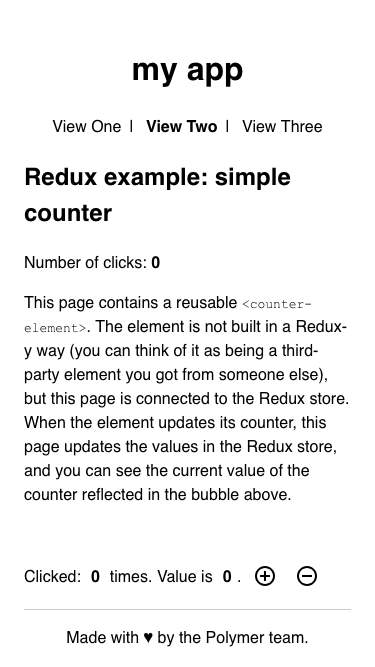 my app
View One | View Two | View Three
Redux example: simple
counter
Number of clicks: 0
This page contains a reusable <counter-
element>. The element is not built in a Redux-
y way (you can think of it as being a third-
party element you got from someone else),
but this page is connected to the Redux store.
When the element updates its counter, this
page updates the values in the Redux store,
and you can see the current value of the
counter reflected in the bubble above.
Clicked: 0 times. Value is 0 .
Made with ♥ by the Polymer team.